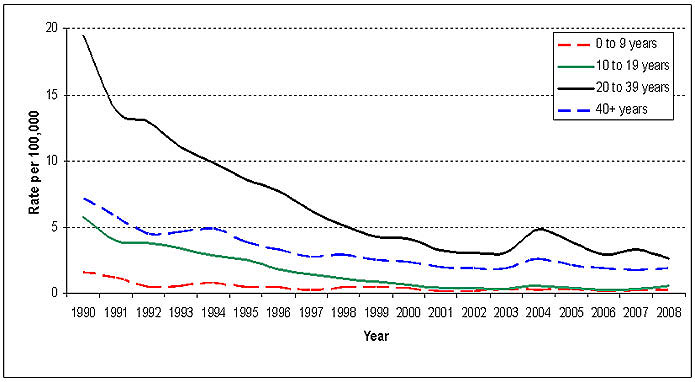 20
15
10
5
0
Rate per 100,000
0 to 9 years
10 to 19 years
20 to 39 years
40+ years
1990 1991 1992 1993 1994 1995 1996 1997 1998 1999 2000 2001 2002 2003 2004 2005 2006 2007 2008
Year